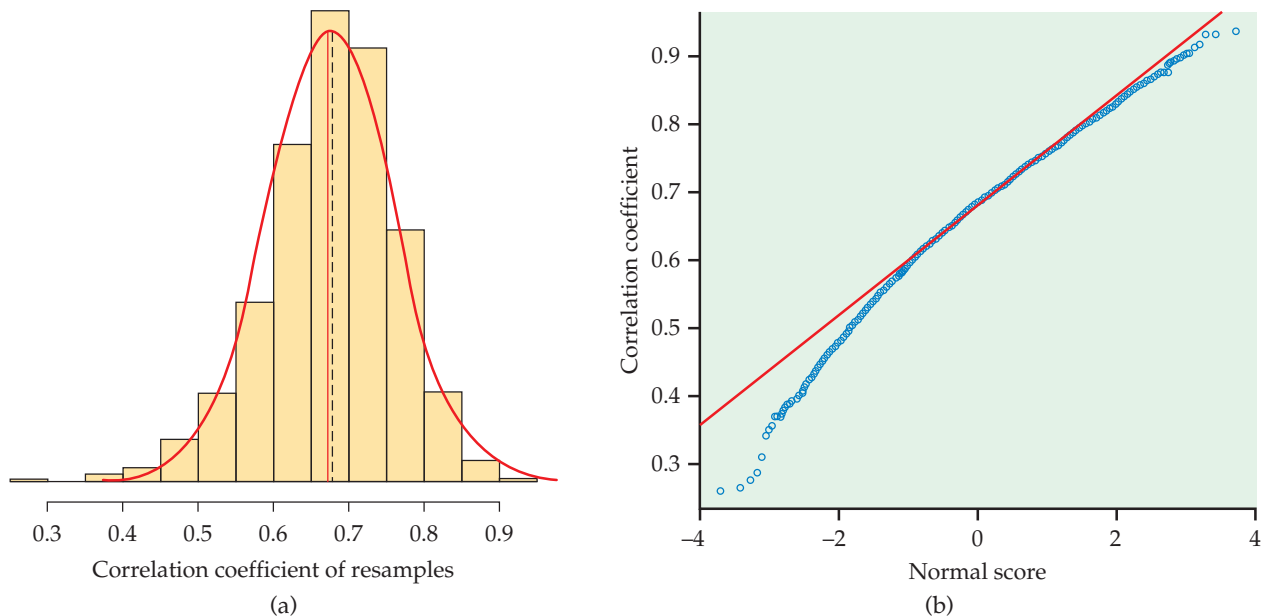 0.3 0.4 0.5 0.6 0.7 0.8 0.9
Correlation coefficient of resamples
(a)
Correlation coefficient
0.9
0.8
0.7
0.6
0.5
0.4
0.3
–4 –2 0 2 4
Normal score
(b)